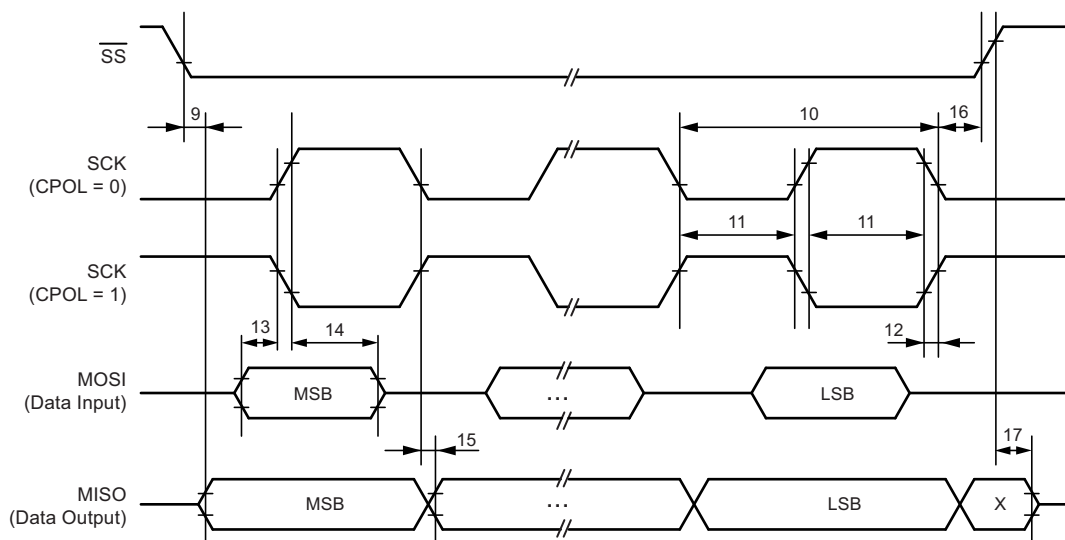 SS
9
10
16
SCK
(CPOL = 0)
11
11
SCK
(CPOL = 1)
13
14
12
MOSI
(Data Input)
MSB
...
LSB
15
17
MISO
(Data Output)
MSB
...
LSB
X